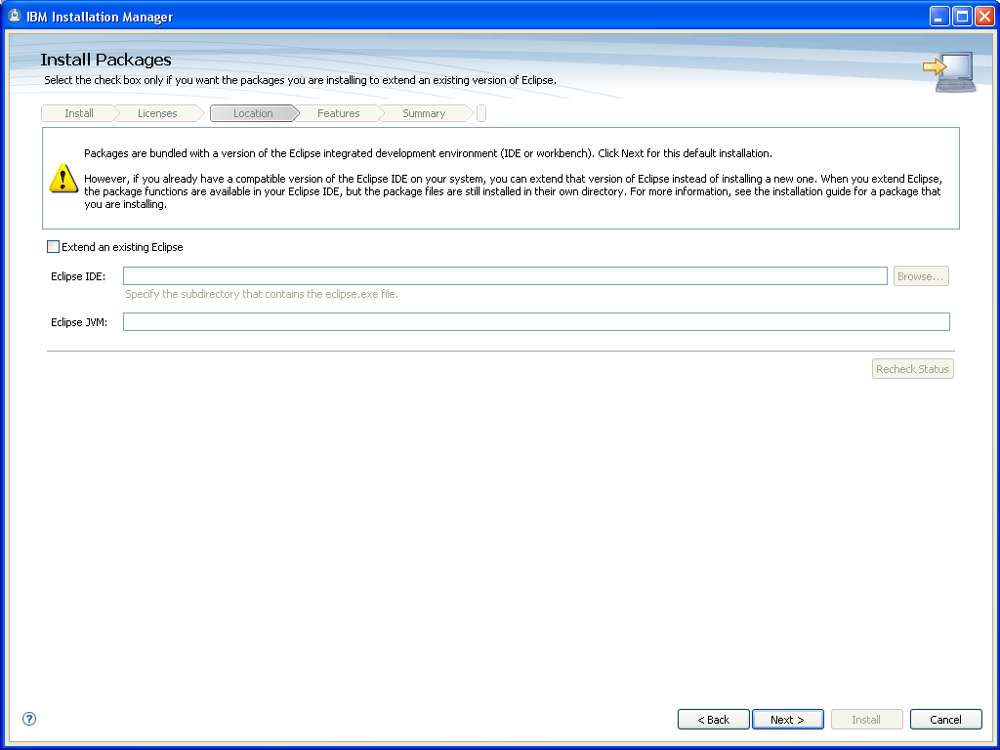 IBM Installation Manager
Install Packages
Select the check box only if you want the packages you are installing to extend an existing version of Eclipse.
Install Licenses Location Features Summary
Packages are bundled with a version of the Eclipse integrated development environment (IDE or workbench). Click Next for this default installation.
However, if you already have a compatible version of the Eclipse IDE on your system, you can extend that version of Eclipse instead of installing a new one. When you extend Eclipse,
the package functions are available in your Eclipse IDE, but the package files are still installed in their own directory. For more information, see the installation guide for a package that
you are installing.
Extend an existing Eclipse
Eclipse IDE: Browse...
Specify the subdirectory that contains the eclipse.exe file.
Eclipse JVM:
Recheck Status
? < Back Next > Install Cancel